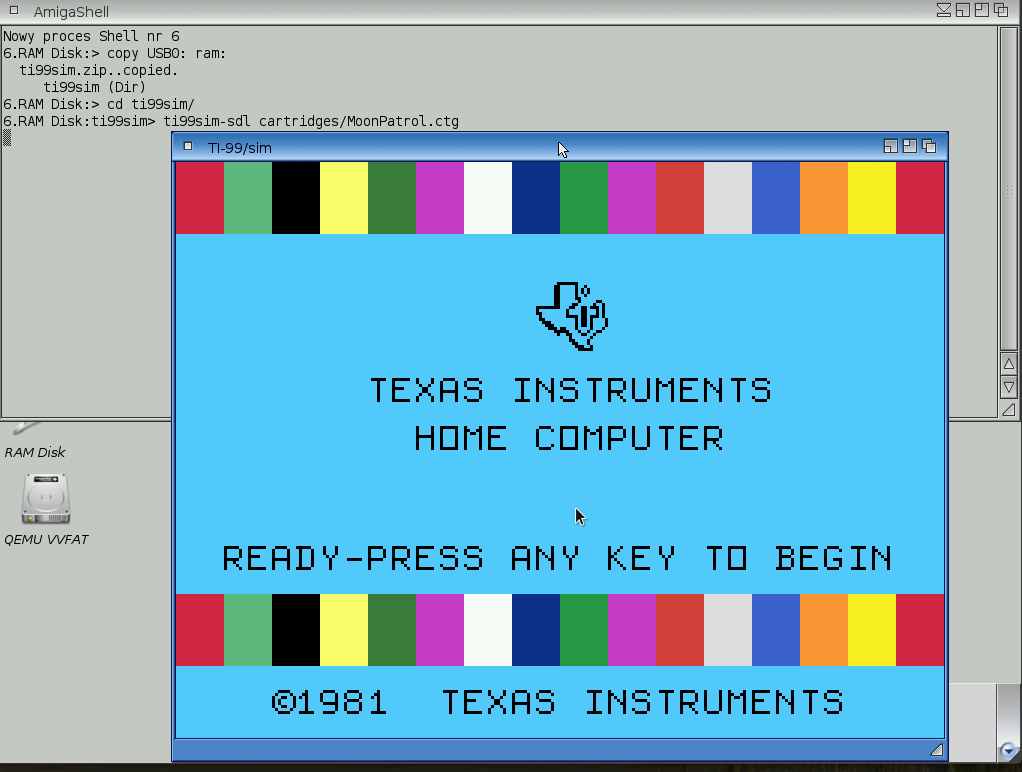 AmigaShell
Nowy proces Shell nr 6
6.RAM Disk:> copy USB0: ram:
ti99sim.zip..copied.
ti99sim (Dir)
6.RAM Disk:> cd ti99sim/
6.RAM Disk:ti99sim> ti99sim-sdl cartridges/MoonPatrol.ctg
TI-99/sim
TEXAS INSTRUMENTS
HOME COMPUTER
READY-PRESS ANY KEY TO BEGIN
©1981 TEXAS INSTRUMENTS
RAM Disk
QEMU VVFAT